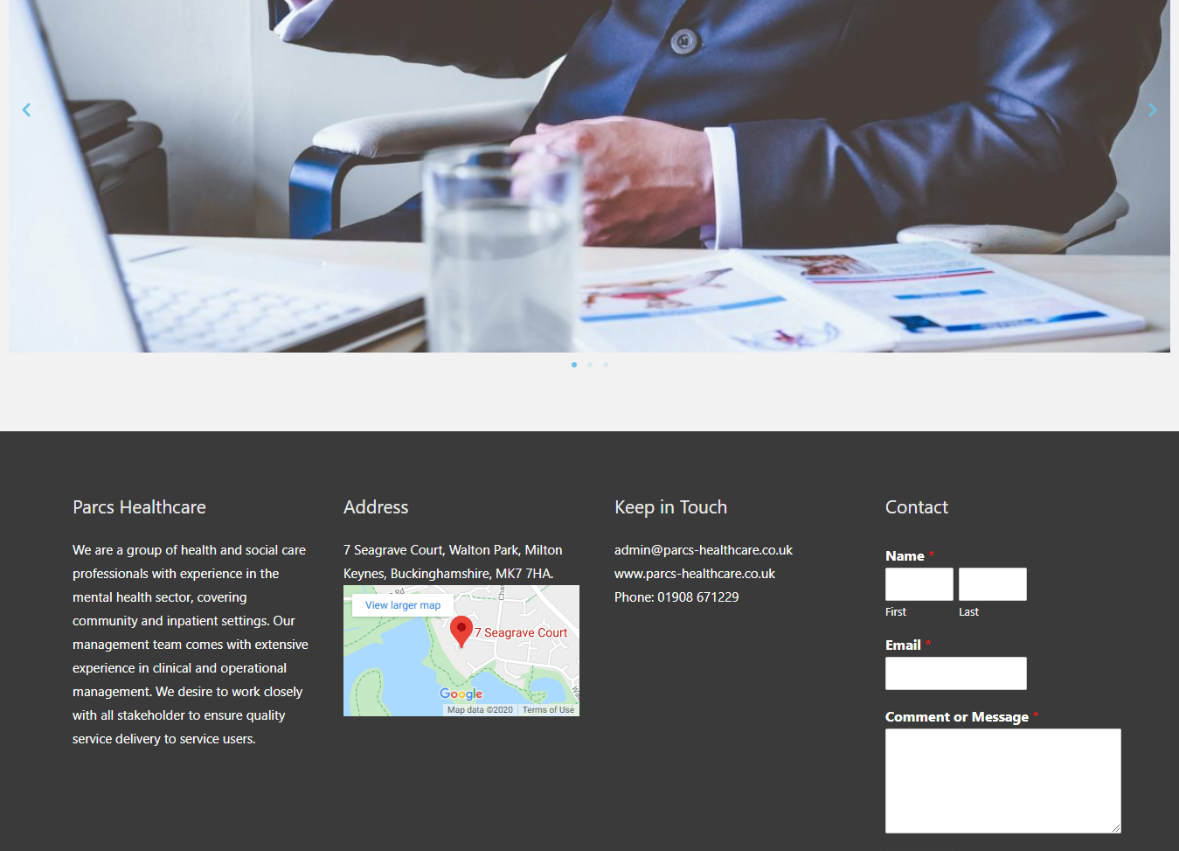 Parcs Healthcare
We are a group of health and social care
professionals with experience in the
mental health sector, covering
community and inpatient settings. Our
management team comes with extensive
experience in clinical and operational
management. We desire to work closely
with all stakeholder to ensure quality
service delivery to service users.
Address
7 Seagrave Court, Walton Park, Milton
Keynes, Buckinghamshire, MK7 7HA.
View larger map
7 Seagrave Court
Google
Map data ©2020
Terms of Use
Keep in Touch
admin@parcs-healthcare.co.uk
www.parcs-healthcare.co.uk
Phone: 01908 671229
Contact
Name *
First
Last
Email *
Comment or Message *